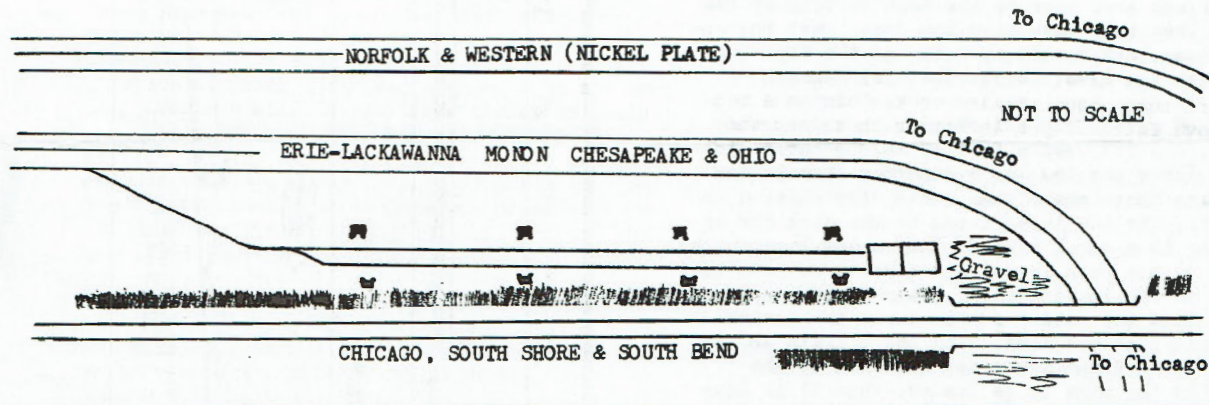 To Chicago
NORFOLK & WESTERN (NICKEL PLATE)
NOT TO SCALE
To Chicago
ERIE-LACKAWANNA MONON CHESAPEAKE & OHIO
Gravel
CHICAGO, SOUTH SHORE & SOUTH BEND
To Chicago